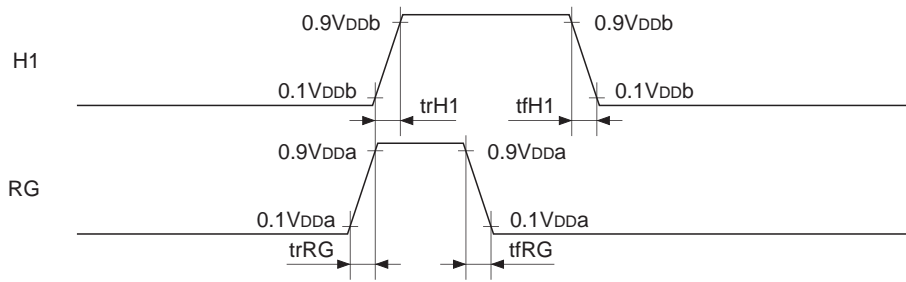 0.9VDDb 0.9VDDb
H1
0.1VDDb 0.1VDDb
trH1 tfH1
0.9VDDa 0.9VDDa
RG
0.1VDDa 0.1VDDa
trRG tfRG